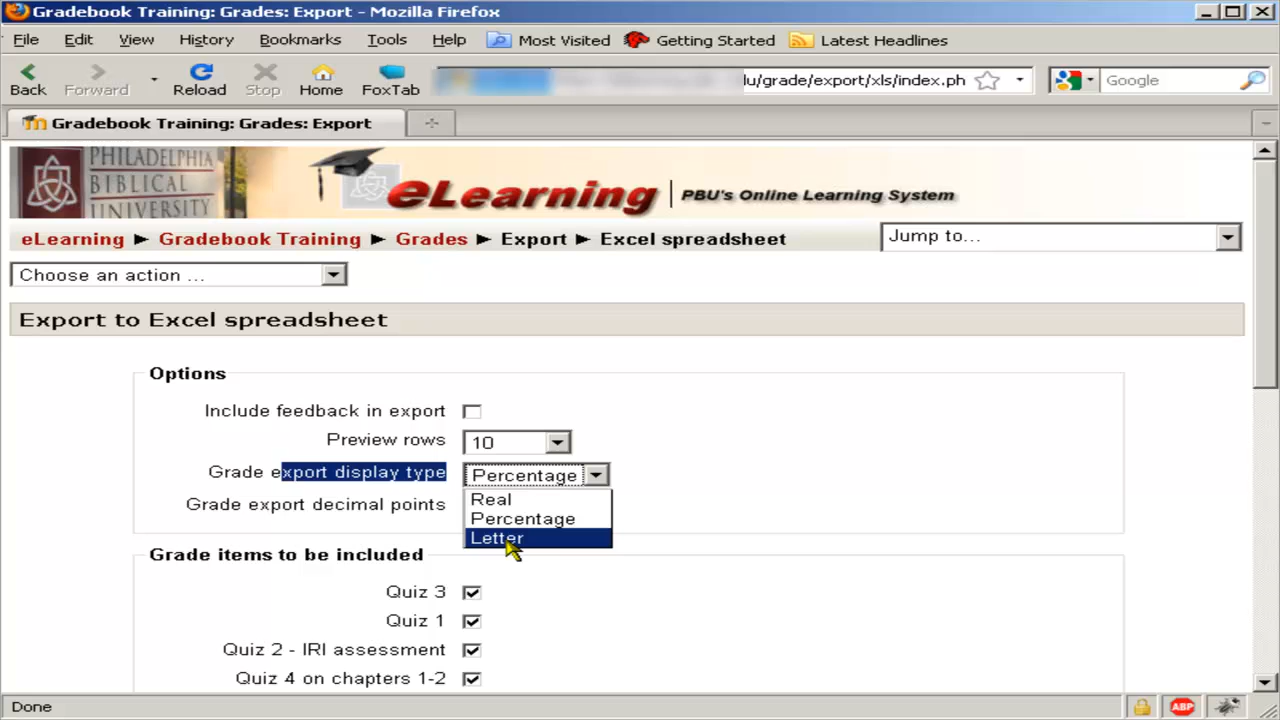 Gradebook Training: Grades: Export - Mozilla Firefox
File Edit View History Bookmarks Tools Help Most Visited Getting Started Latest Headlines
Back Forward Reload Stop Home FoxTab lu/grade/export/xls/index.ph Google
Gradebook Training: Grades: Export
PHILADELPHIA
BIBLICAL
UNIVERSITY
eLearning PBU's Online Learning System
eLearning ► Gradebook Training ► Grades ► Export ► Excel spreadsheet Jump to...
Choose an action ...
Export to Excel spreadsheet
Options
Include feedback in export
Preview rows 10
Grade export display type Percentage
Real
Grade export decimal points
Percentage
Letter
Grade items to be included
Quiz 3
Quiz 1
Quiz 2 - IRI assessment
Quiz 4 on chapters 1-2
Done ABP